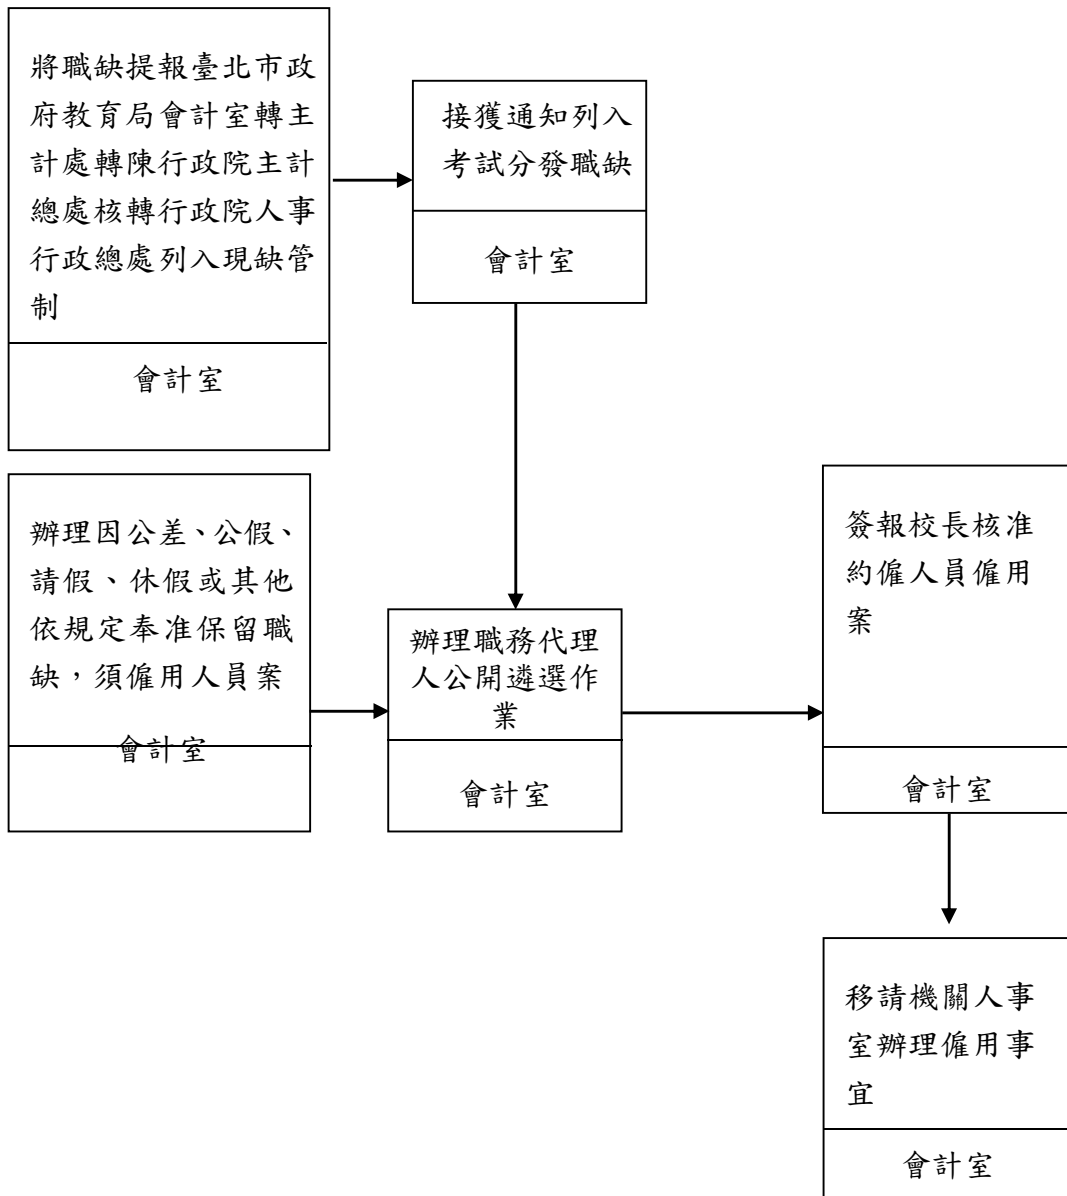 將職缺提報臺北市政
府教育局會計室轉主
計處轉陳行政院主計
總處核轉行政院人事
行政總處列入現缺管
制
會計室
接獲通知列入
考試分發職缺
會計室
辦理因公差、公假、
請假、休假或其他
依規定奉准保留職
缺，須僱用人員案
會計室
辦理職務代理
人公開遴選作
業
會計室
簽報校長核准
約僱人員僱用
案
會計室
移請機關人事
室辦理僱用事
宜
會計室